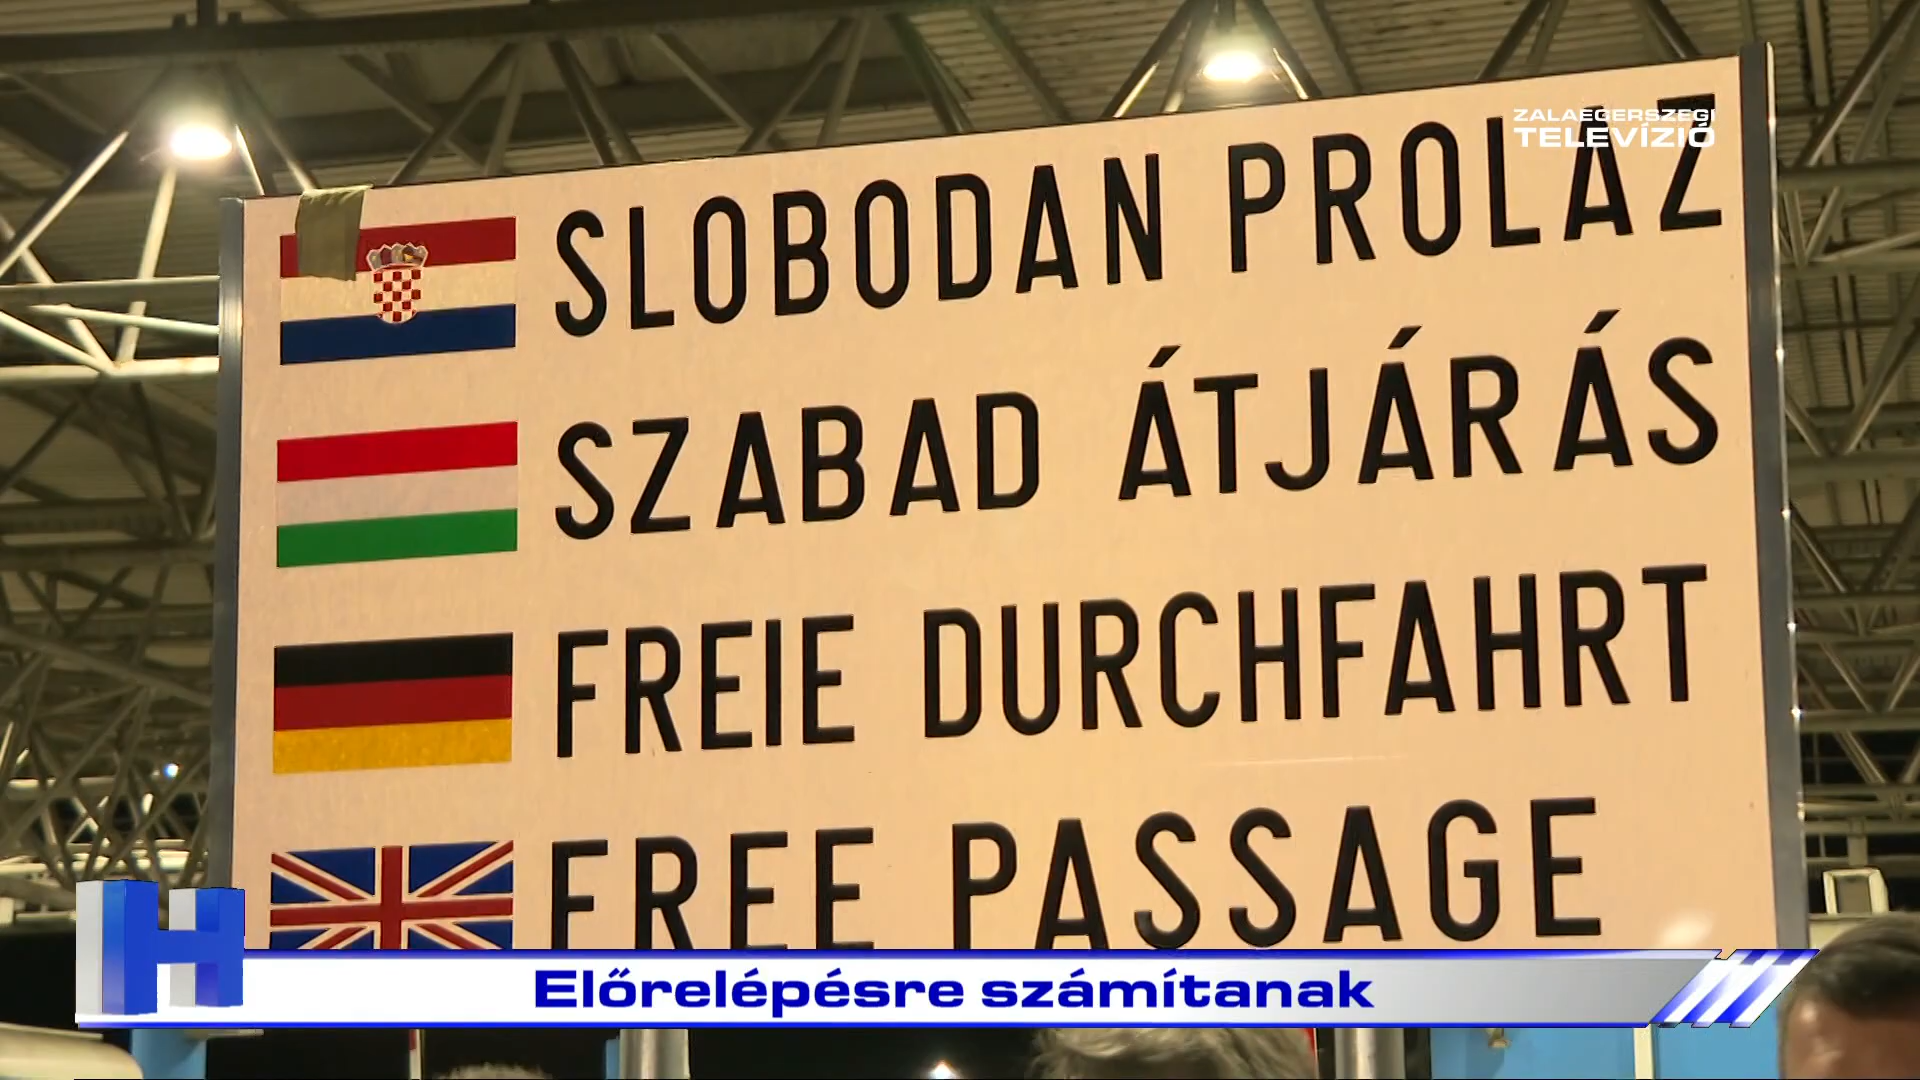 ZALAEGERSZEGI
TELEVÍZIÓ
SLOBODAN PROLAZ
SZABAD ÁTJÁRÁS
FREIE DURCHFAHRT
FREE PASSAGE
H
Előrelépésre számítanak